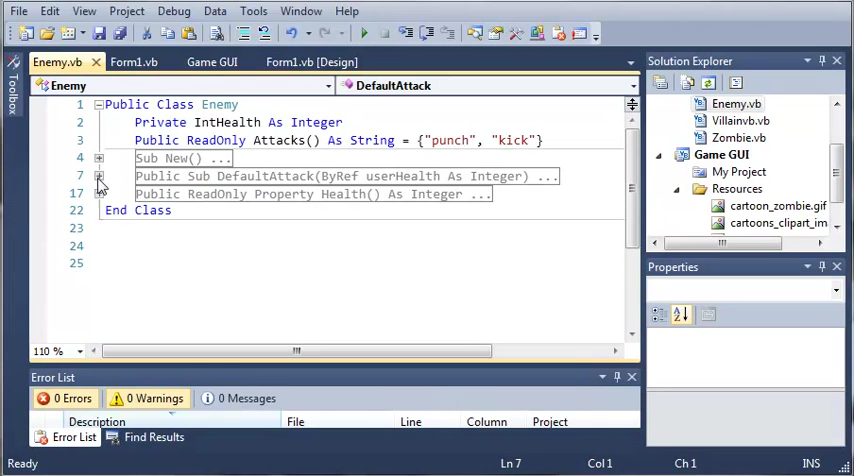 File Edit View Project Debug Data Tools Window Help
Enemy.vb Form1.vb Game GUI Form1.vb [Design]
Toolbox
Enemy DefaultAttack
1 Public Class Enemy
2 Private IntHealth As Integer
3 Public ReadOnly Attacks() As String = {"punch", "kick"}
4 Sub New() ...
7 Public Sub DefaultAttack(ByRef userHealth As Integer) ...
17 Public ReadOnly Property Health() As Integer ...
22 End Class
23
24
25
110 %
Solution Explorer
Enemy.vb
Villainvb.vb
Zombie.vb
Game GUI
My Project
Resources
cartoon_zombie.gif
cartoons_clipart_im
Properties
Error List
0 Errors 0 Warnings 0 Messages
Description File Line Column Project
Error List Find Results
Ready Ln 7 Col 1 Ch 1 INS